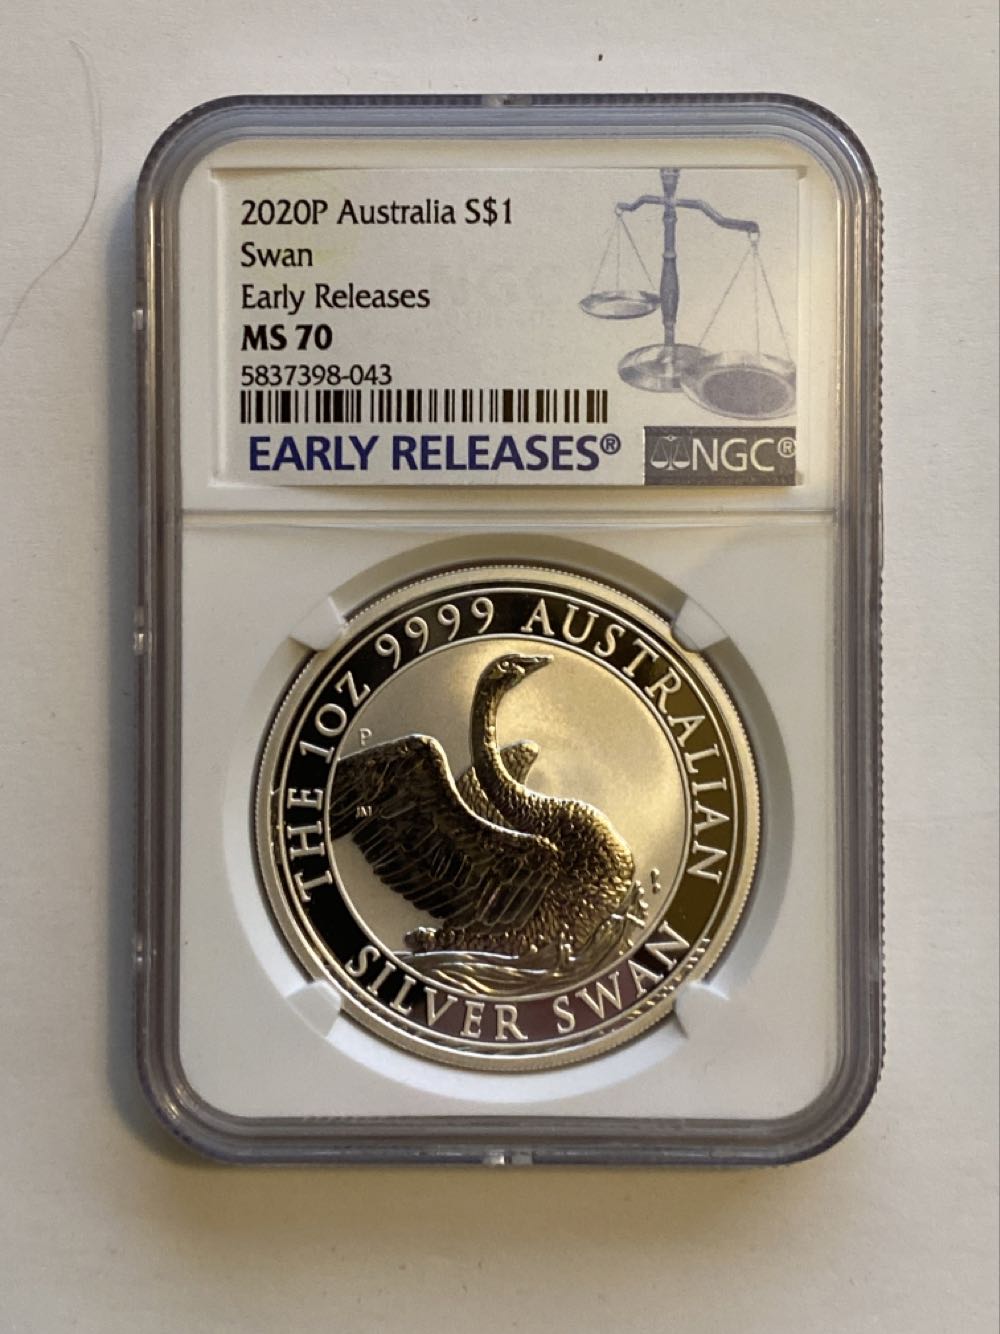 2020P Australia S$1
Swan
Early Releases
MS 70
5837398-043
EARLY RELEASES®
NGC®
THE 1OZ 9999 AUSTRALIAN
SILVER SWAN
P
JM